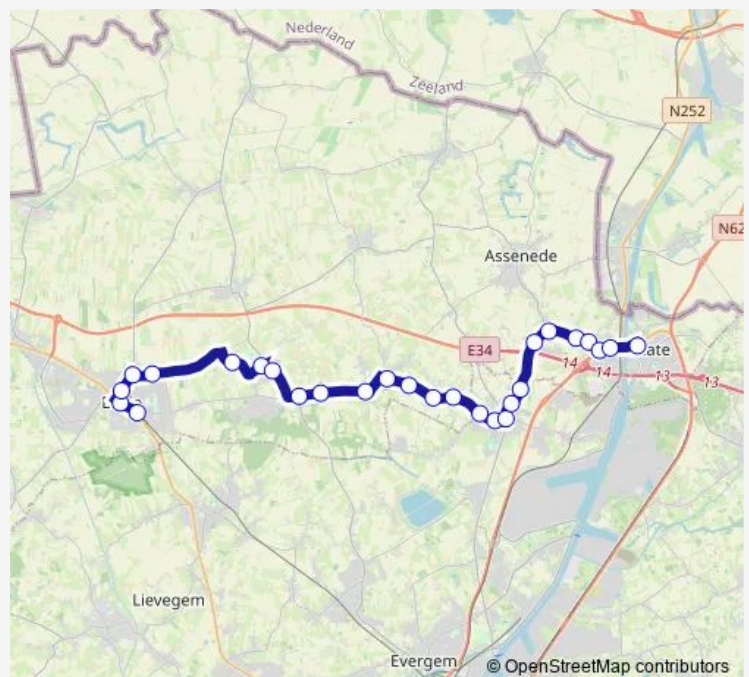 Nederland
Zeeland
N252
N62
Assenede
E34
14
14
13
13
Lievegem
Evergem
© OpenStreetMap contributors